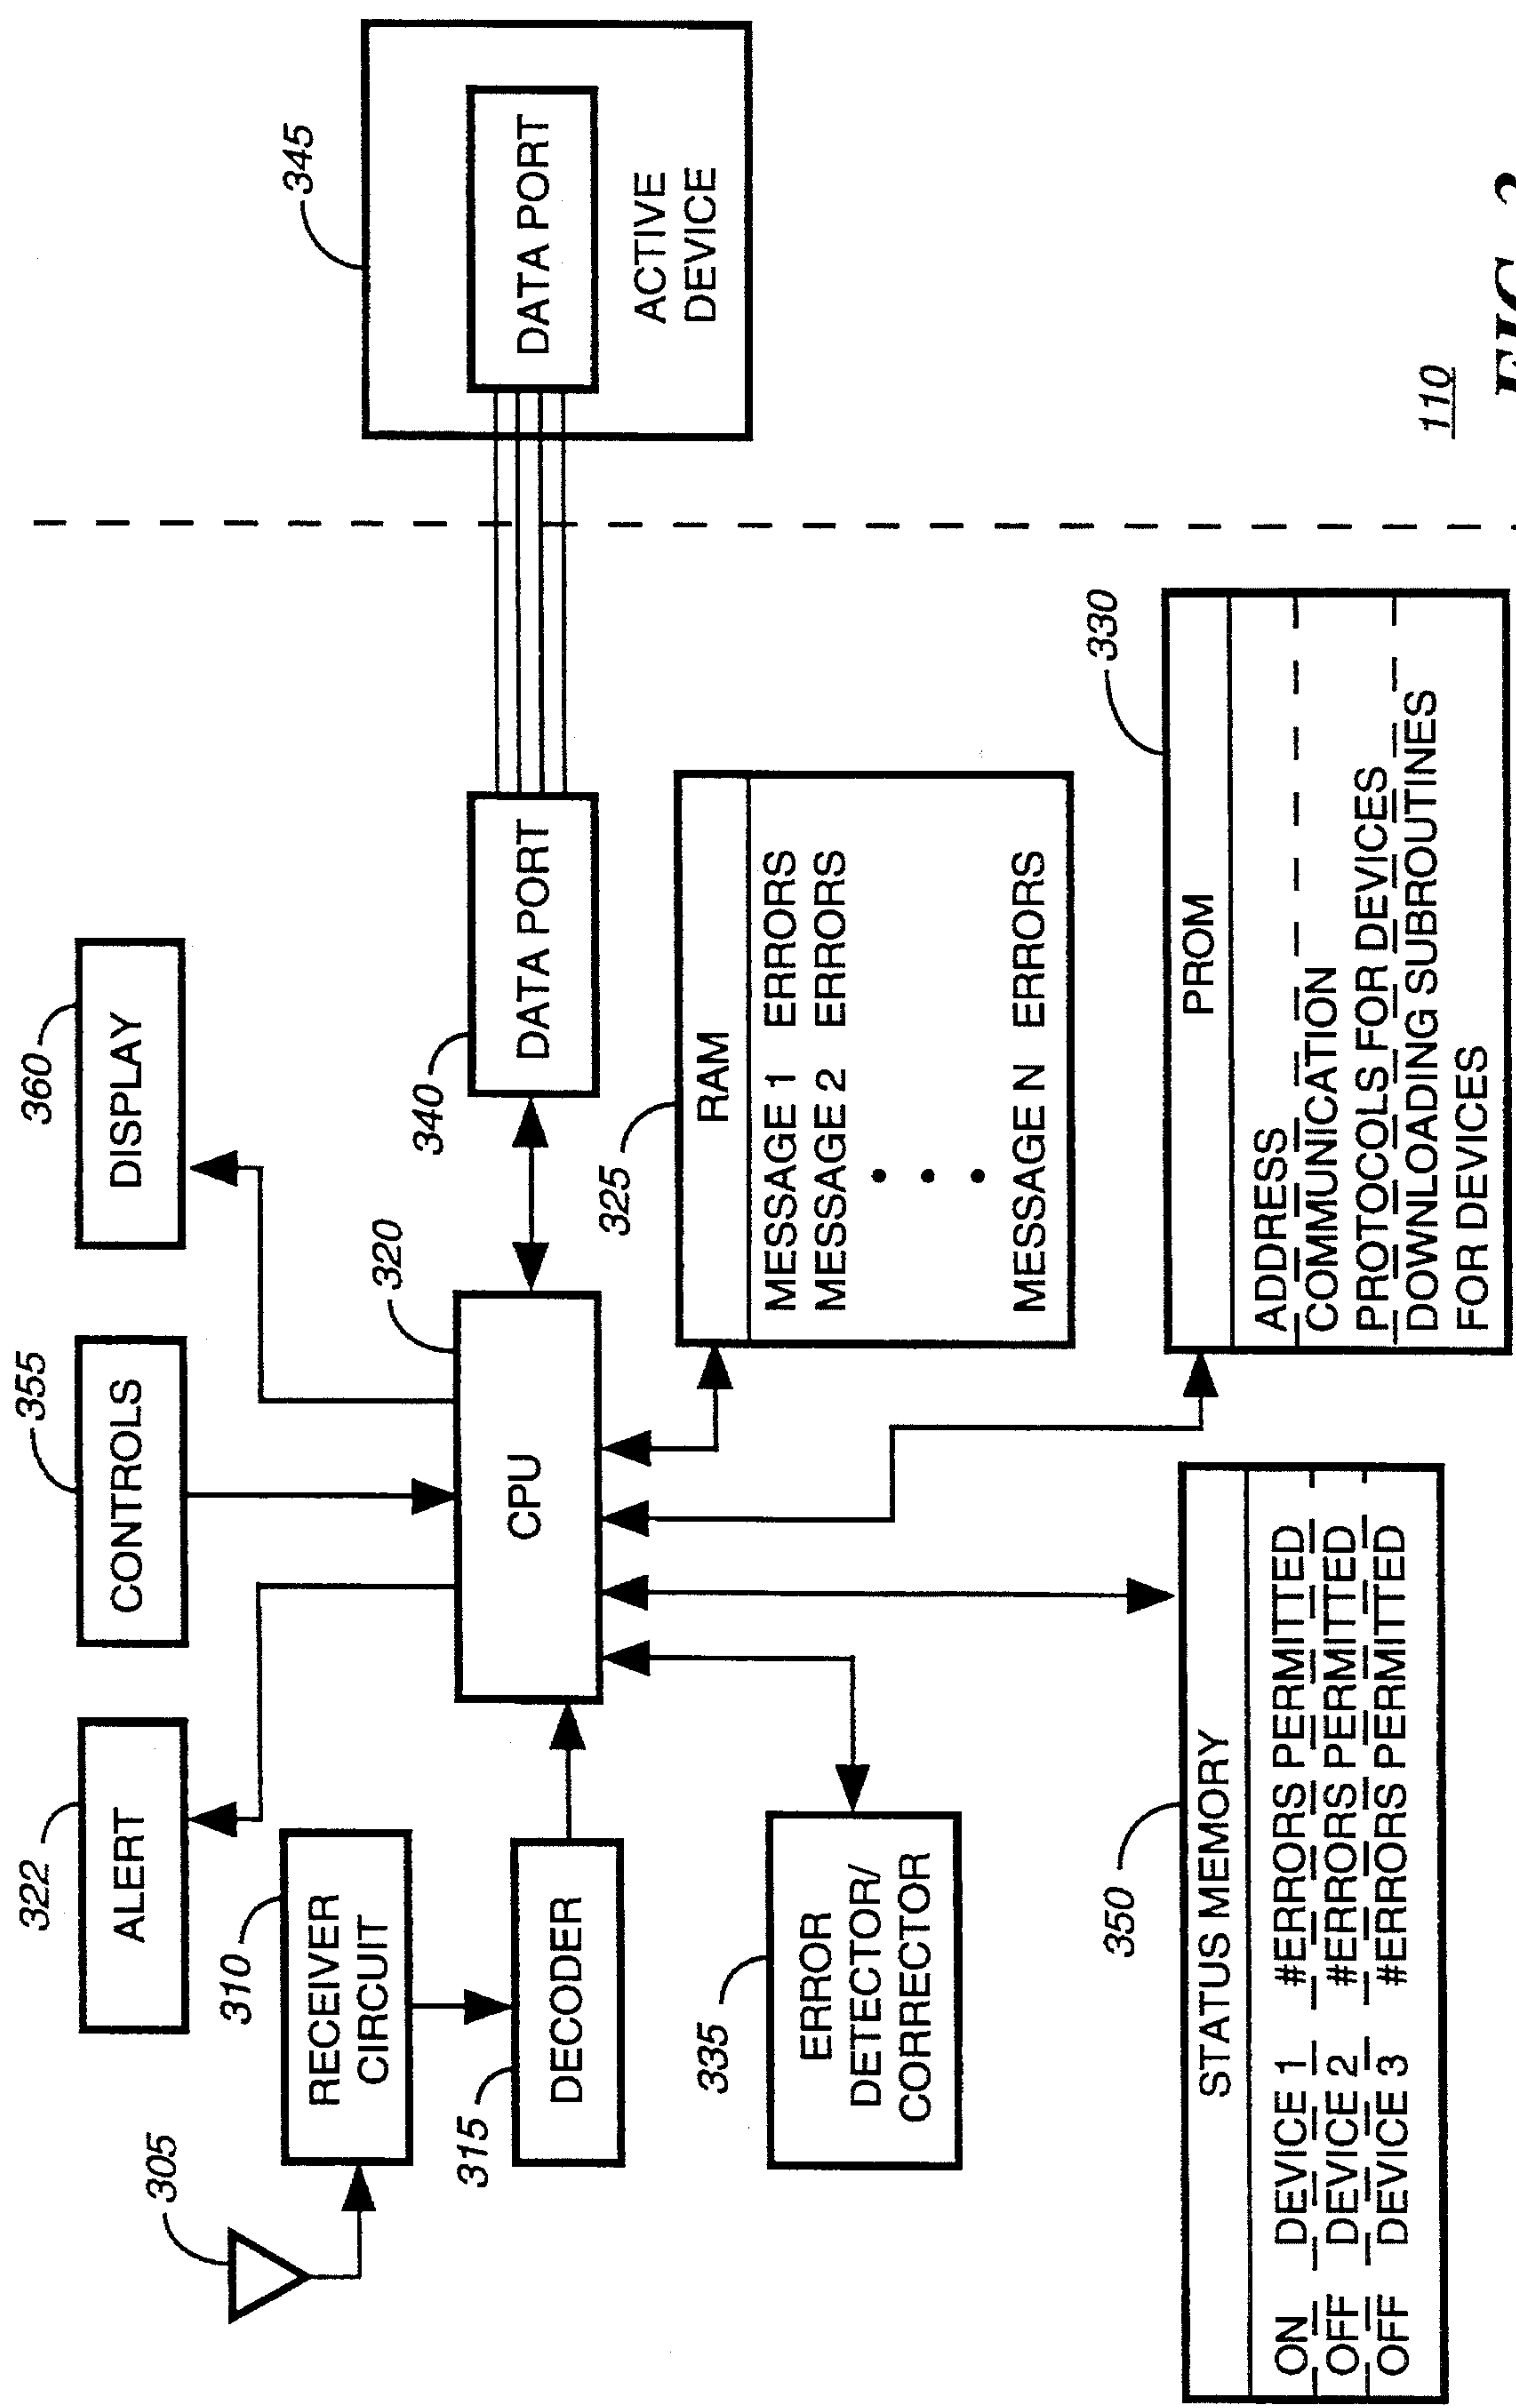 322
ALERT
355
CONTROLS
360
DISPLAY
305
310
RECEIVER
CIRCUIT
315
DECODER
320
CPU
340
DATA PORT
345
DATA PORT
ACTIVE
DEVICE
335
ERROR
DETECTOR/
CORRECTOR
325
RAM
MESSAGE 1 ERRORS
MESSAGE 2 ERRORS
MESSAGE N ERRORS
350
STATUS MEMORY
ON DEVICE 1 #ERRORS PERMITTED
OFF DEVICE 2 #ERRORS PERMITTED
OFF DEVICE 3 #ERRORS PERMITTED
330
PROM
ADDRESS
COMMUNICATION
PROTOCOLS FOR DEVICES
DOWNLOADING SUBROUTINES
FOR DEVICES
110
FIG.